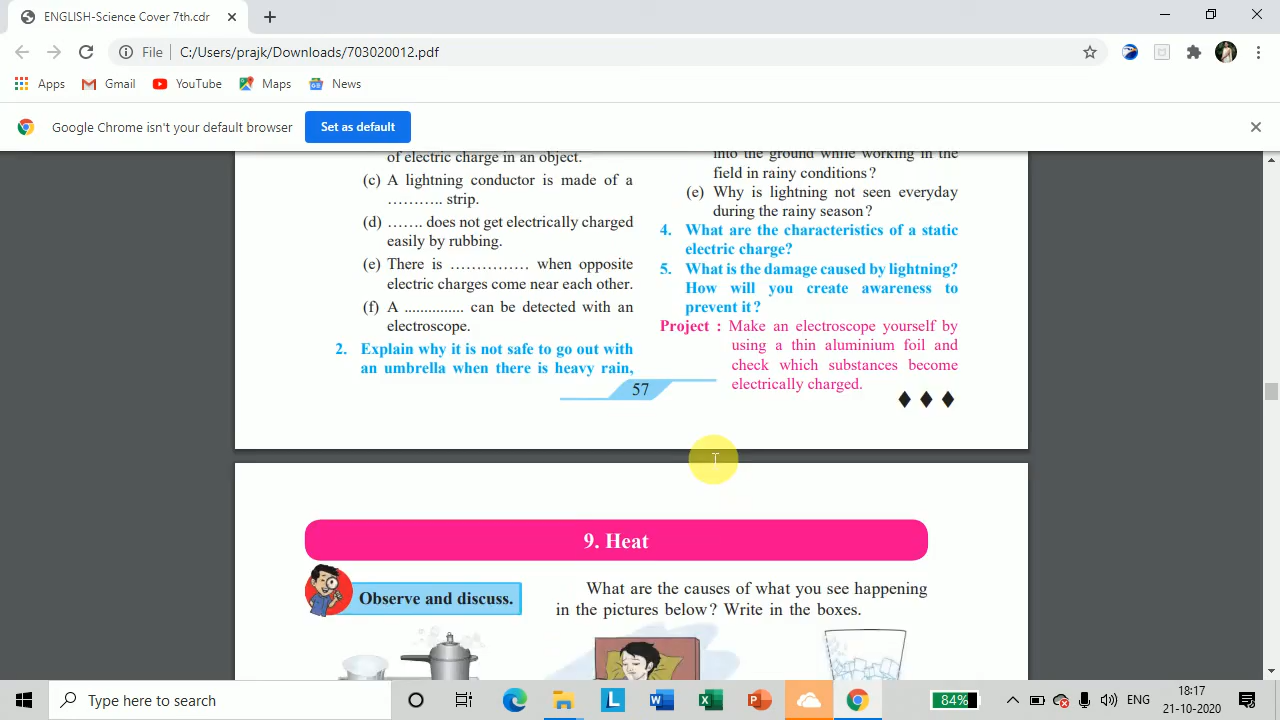 ENGLISH-Science Cover 7th.cdr
File
C:/Users/prajk/Downloads/703020012.pdf
Apps
Gmail
YouTube
Maps
News
Google Chrome isn't your default browser
Set as default
of electric charge in an object.
(c) A lightning conductor is made of a
……….. strip.
(d) ……. does not get electrically charged
easily by rubbing.
(e) There is …………… when opposite
electric charges come near each other.
(f) A ............... can be detected with an
electroscope.
2. Explain why it is not safe to go out with
an umbrella when there is heavy rain,
into the ground while working in the
field in rainy conditions?
(e) Why is lightning not seen everyday
during the rainy season?
4. What are the characteristics of a static
electric charge?
5. What is the damage caused by lightning?
How will you create awareness to
prevent it?
Project : Make an electroscope yourself by
using a thin aluminium foil and
check which substances become
electrically charged.
57
9. Heat
Observe and discuss.
What are the causes of what you see happening
in the pictures below? Write in the boxes.
Type here to search
84%
ENG
18:17
21-10-2020